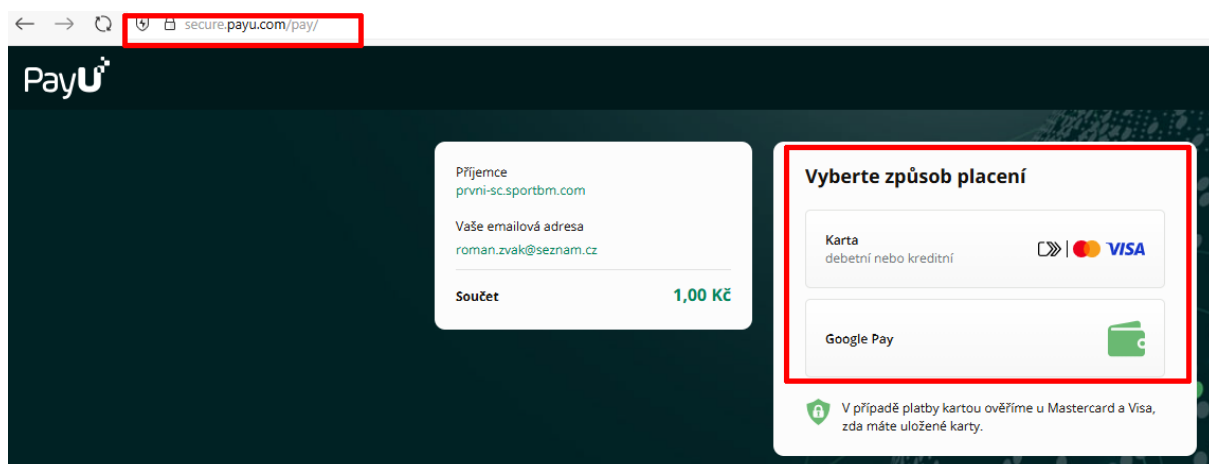 secure.payu.com/pay/
PayU
Příjemce
prvni-sc.sportbm.com
Vaše emailová adresa
roman.zvak@seznam.cz
Součet 1,00 Kč
Vyberte způsob placení
Karta
debetní nebo kreditní
VISA
Google Pay
V případě platby kartou ověříme u Mastercard a Visa,
zda máte uložené karty.